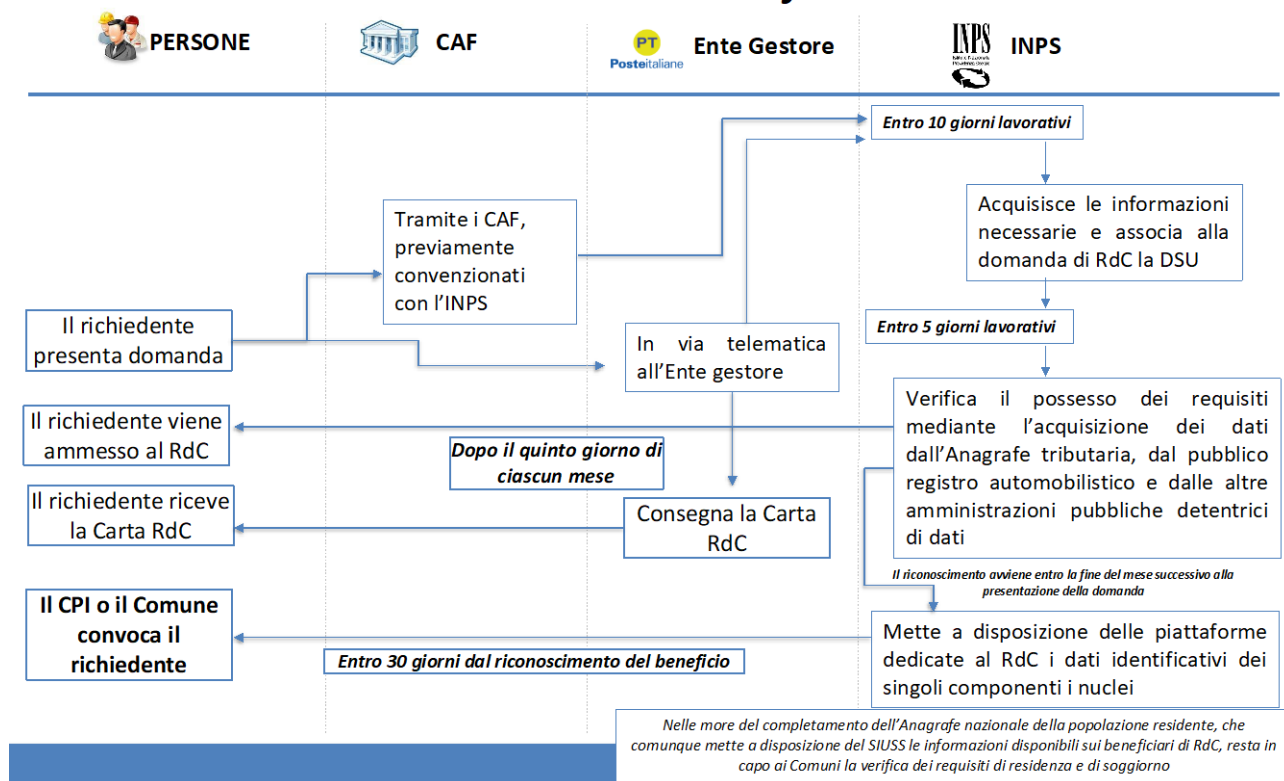 PERSONE
CAF
PT
Posteitaliane
Ente Gestore
INPS
INPS
Entro 10 giorni lavorativi
Acquisisce le informazioni
necessarie e associa alla
domanda di RdC la DSU
Tramite i CAF,
previamente
convenzionati
con l'INPS
Il richiedente
presenta domanda
In via telematica
all'Ente gestore
Entro 5 giorni lavorativi
Verifica il possesso dei requisiti
mediante l'acquisizione dei dati
dall'Anagrafe tributaria, dal pubblico
registro automobilistico e dalle altre
amministrazioni pubbliche detentrici
di dati
Il richiedente viene
ammesso al RdC
Dopo il quinto giorno di
ciascun mese
Il richiedente riceve
la Carta RdC
Consegna la Carta
RdC
Il riconoscimento avviene entro la fine del mese successivo alla
presentazione della domanda
Il CPI o il Comune
convoca il
richiedente
Entro 30 giorni dal riconoscimento del beneficio
Mette a disposizione delle piattaforme
dedicate al RdC i dati identificativi dei
singoli componenti i nuclei
Nelle more del completamento dell'Anagrafe nazionale della popolazione residente, che
comunque mette a disposizione del SIUSS le informazioni disponibili sui beneficiari di RdC, resta in
capo ai Comuni la verifica dei requisiti di residenza e di soggiorno